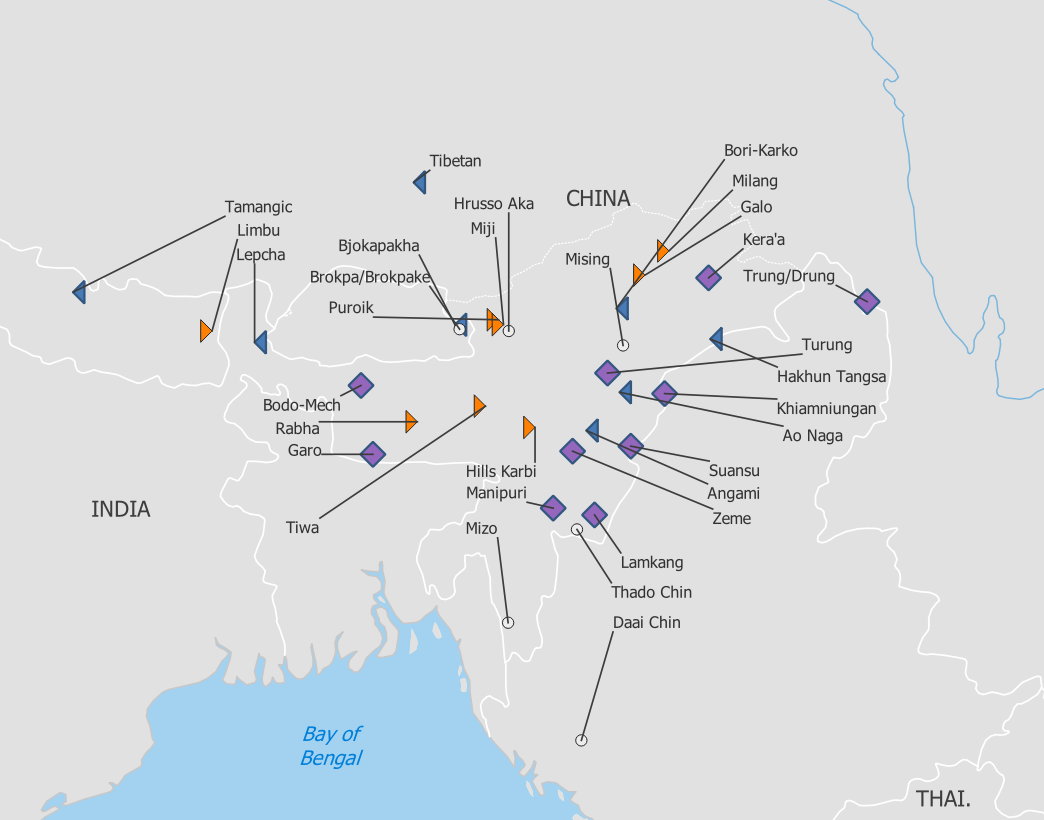 Bori-Karko
Tibetan
Milang
CHINA
Hrusso Aka
Tamangic
Galo
Miji
Limbu
Kera'a
Bjokapakha
Lepcha
Mising
Brokpa/Brokpake
Trung/Drung
Puroik
Turung
Hakhun Tangsa
Bodo-Mech
Khiamniungan
Rabha
Ao Naga
Garo
Hills Karbi
Suansu
Manipuri
Angami
INDIA
Zeme
Tiwa
Mizo
Lamkang
Thado Chin
Daai Chin
Bay of
Bengal
THAI.